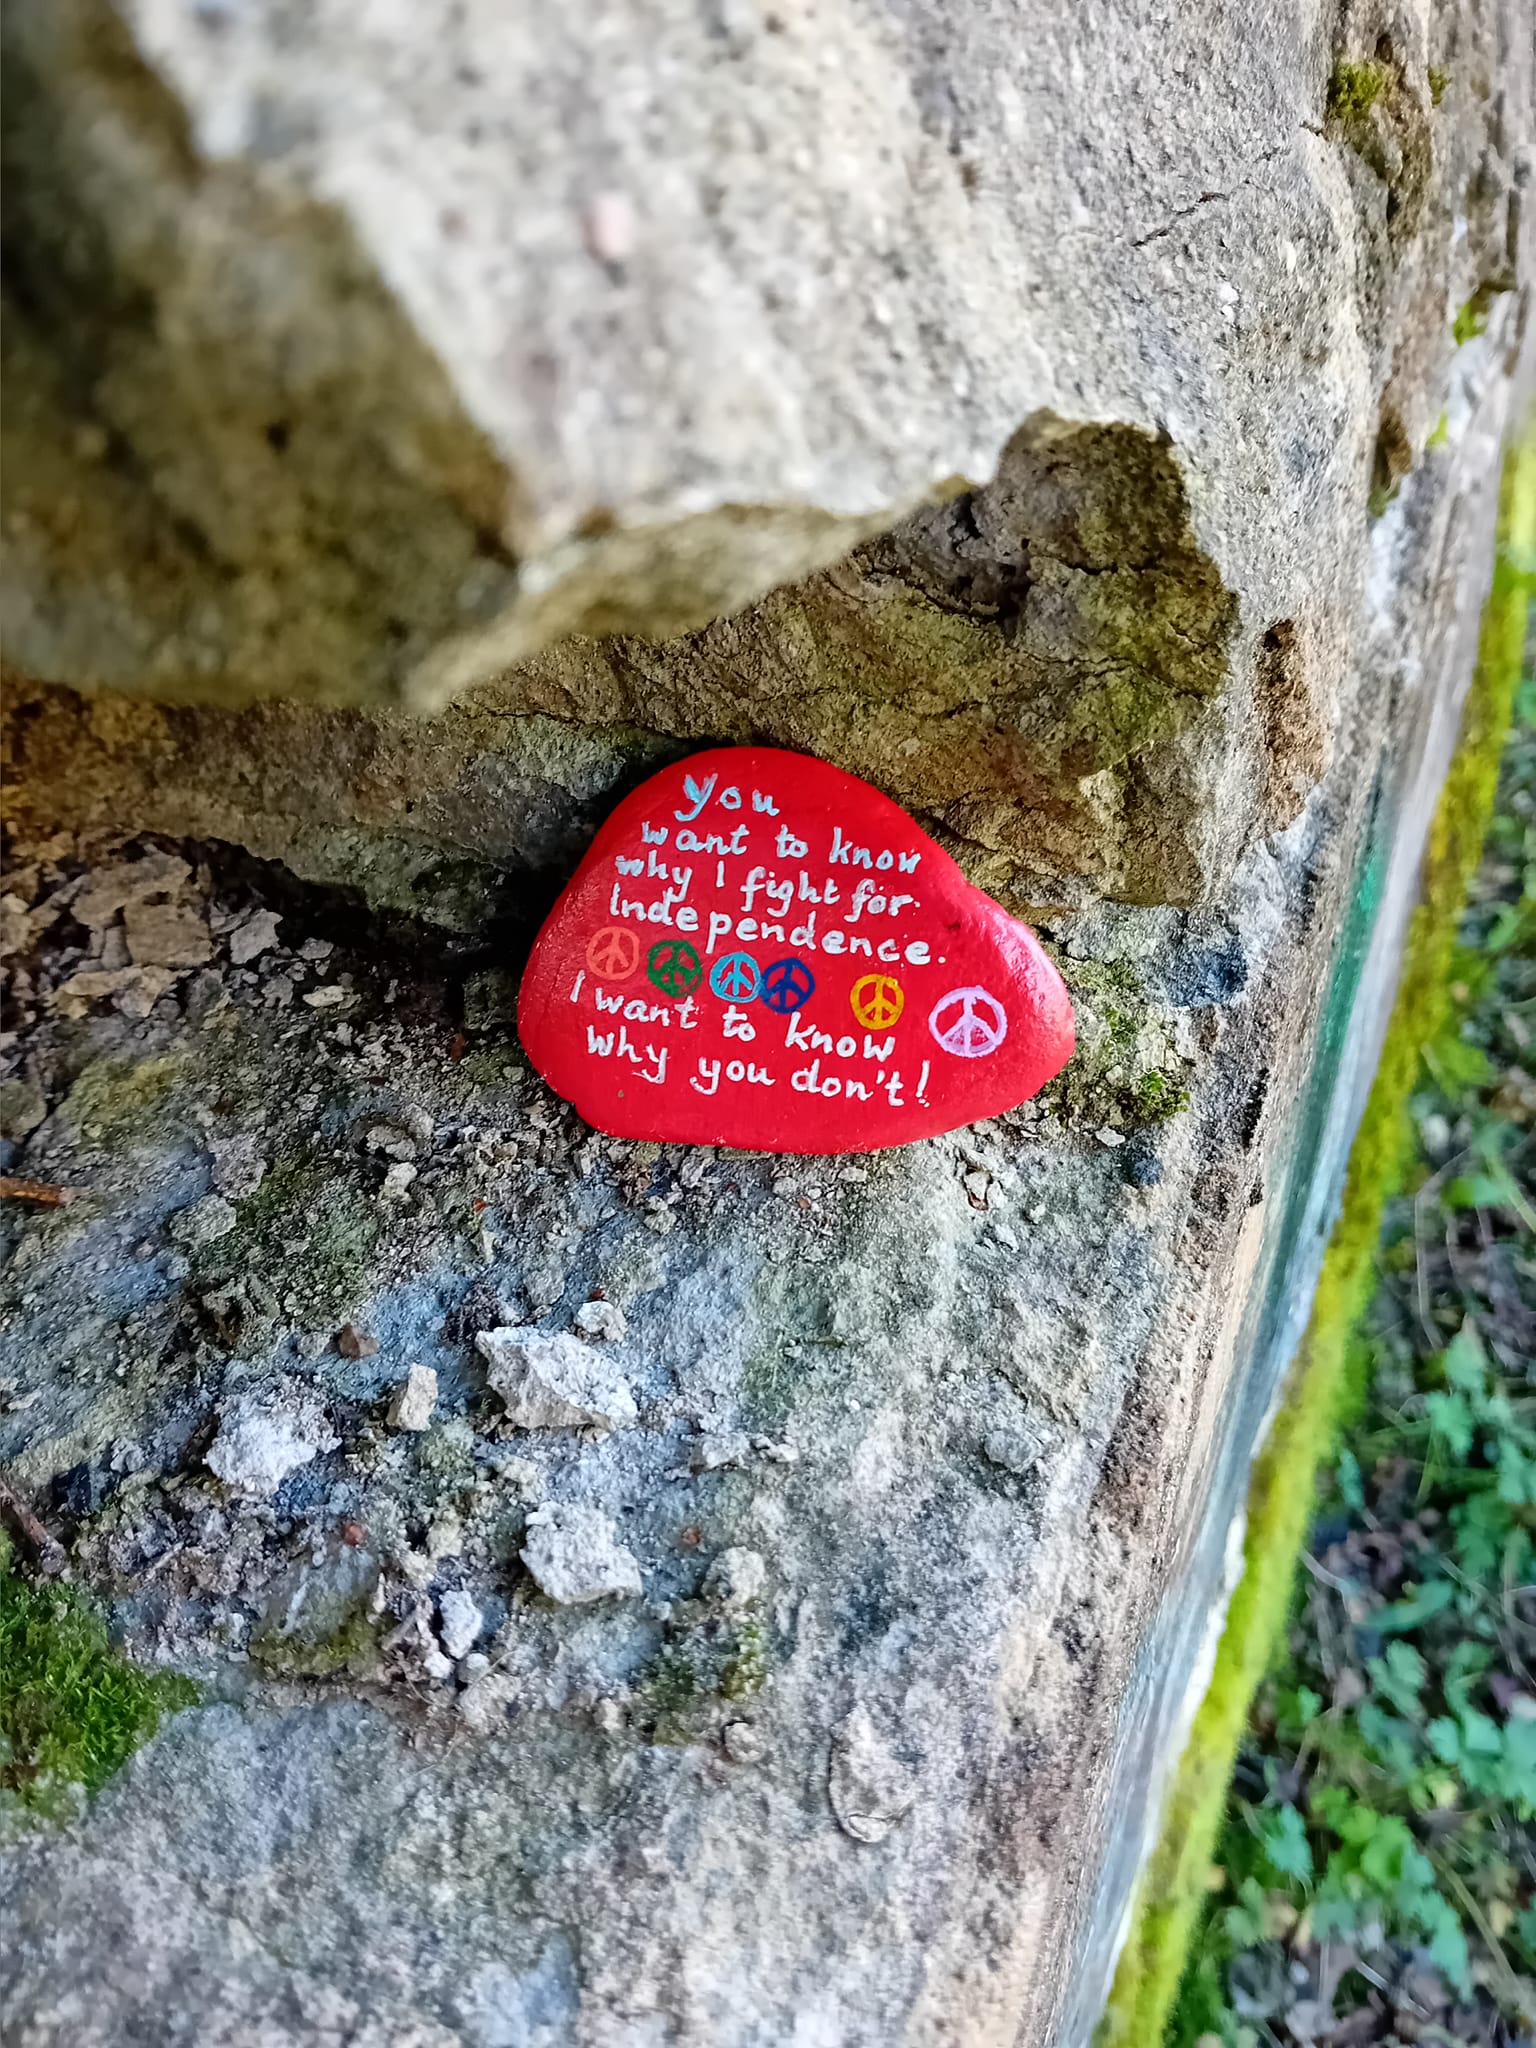 You
want to know
why I fight for
Independence.
I want to know
why you don't!